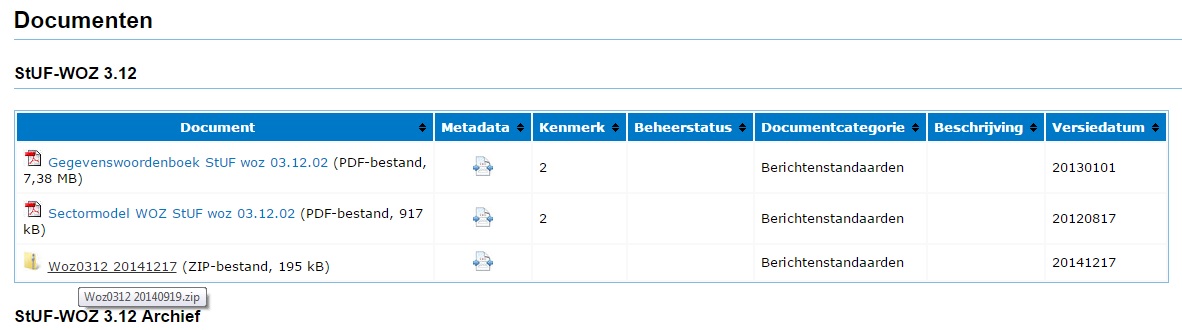 Documenten
StUF-WOZ 3.12
Document Metadata Kenmerk Beheerstatus Documentcategorie Beschrijving Versiedatum
Gegevenswoordenboek StUF woz 03.12.02 (PDF-bestand, 7,38 MB) 2 Berichtenstandaarden 20130101
Sectormodel WOZ StUF woz 03.12.02 (PDF-bestand, 917 kB) 2 Berichtenstandaarden 20120817
Woz0312 20141217 (ZIP-bestand, 195 kB) Berichtenstandaarden 20141217
Woz0312 20140919.zip
StUF-WOZ 3.12 Archief